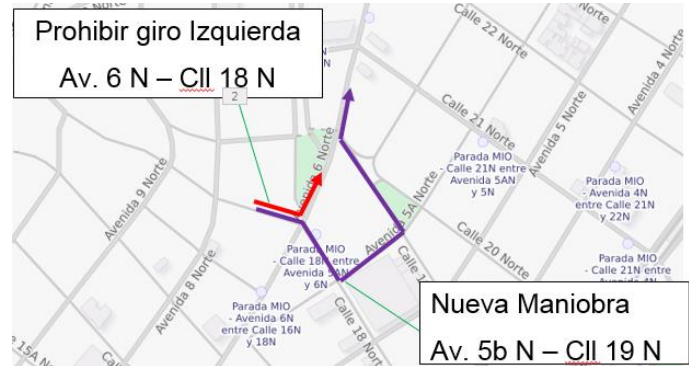 Prohibir giro Izquierda
Av. 6 N – Cll 18 N
2
Calle 22 Norte
Avenida 4 Norte
Calle 21 Norte
Avenida 5 Norte
Avenida 6 Norte
Avenida 9 Norte
Parada MIO
- Calle 21N entre
Avenida 5AN
y 5N
Parada MIO
- Avenida 4N
entre Calle 21N
y 22N
Avenida 5A Norte
Calle 20 Norte
Parada MIO
- Calle 18N entre
Avenida 5AN
y 6N
Parada MIO
- Calle 21N entre
Avenida 8 Norte
Calle 1
Parada MIO
- Avenida 6N
entre Calle 16N
y 18N
Calle 18 Norte
15A Norte
Nueva Maniobra
Av. 5b N – Cll 19 N